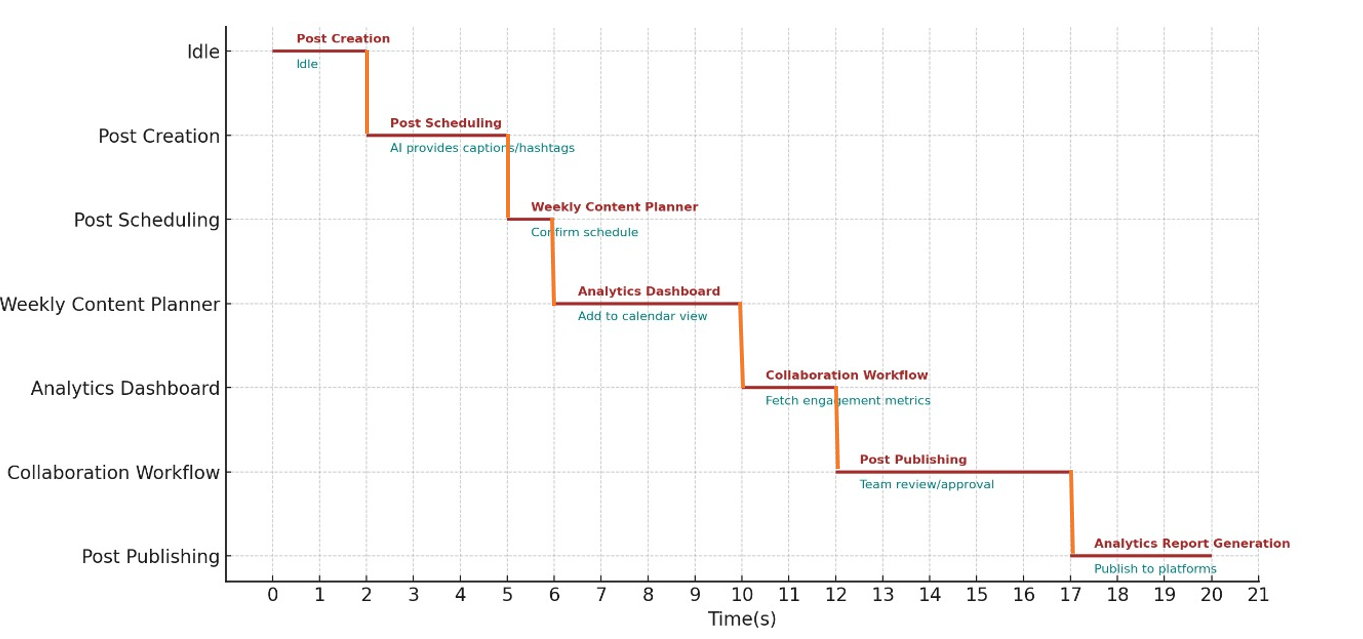 Post Creation
Idle
Idle
Post Scheduling
Post Creation
AI provides captions/hashtags
Weekly Content Planner
Post Scheduling
Confirm schedule
Analytics Dashboard
Weekly Content Planner
Add to calendar view
Collaboration Workflow
Analytics Dashboard
Fetch engagement metrics
Post Publishing
Collaboration Workflow
Team review/approval
Analytics Report Generation
Post Publishing
Publish to platforms
0 1 2 3 4 5 6 7 8 9 10 11 12 13 14 15 16 17 18 19 20 21
Time(s)